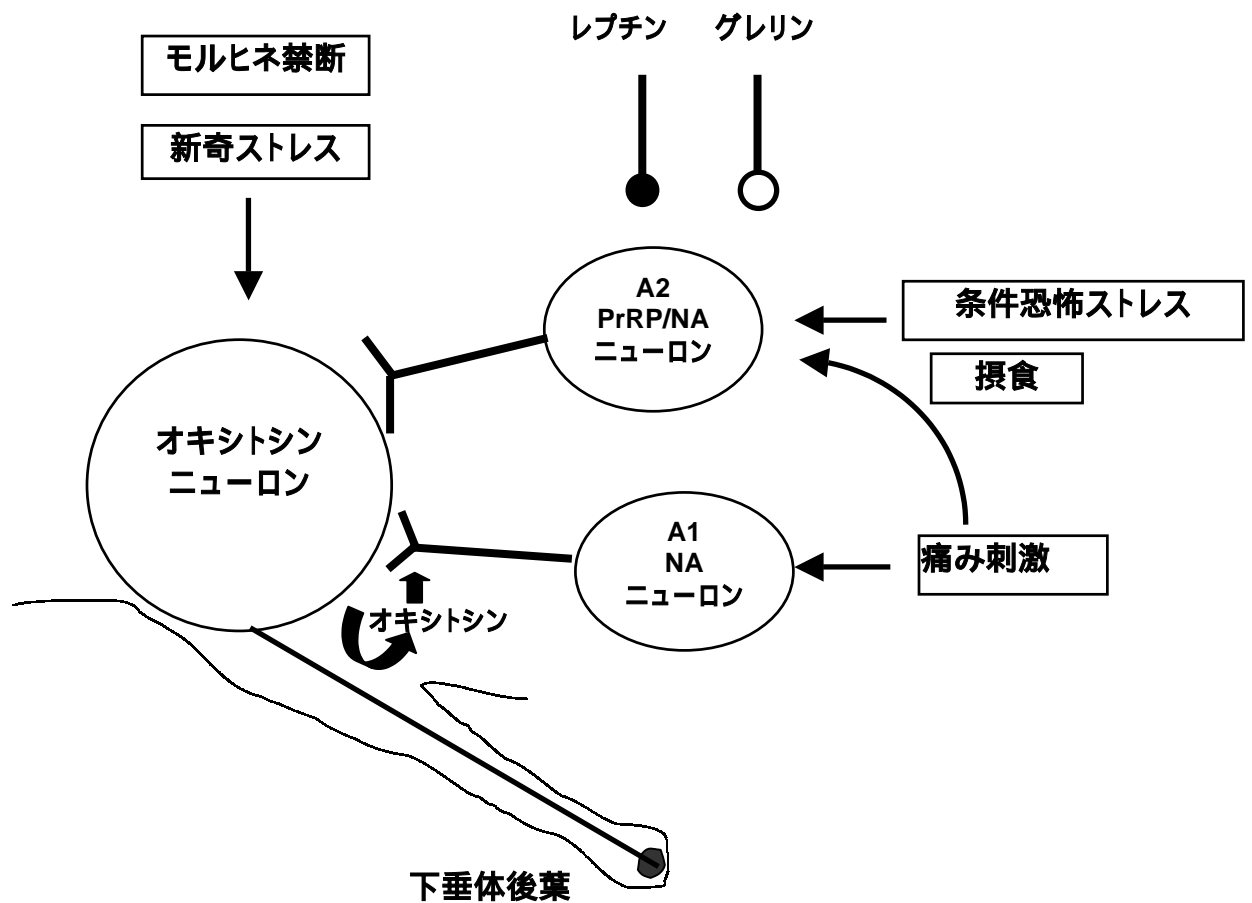 レプチン グレリン
モルヒネ禁断
新奇ストレス
A2
PrRP/NA
ニューロン
条件恐怖ストレス
摂食
オキシトシン
ニューロン
A1
NA
ニューロン
痛み刺激
オキシトシン
下垂体後葉